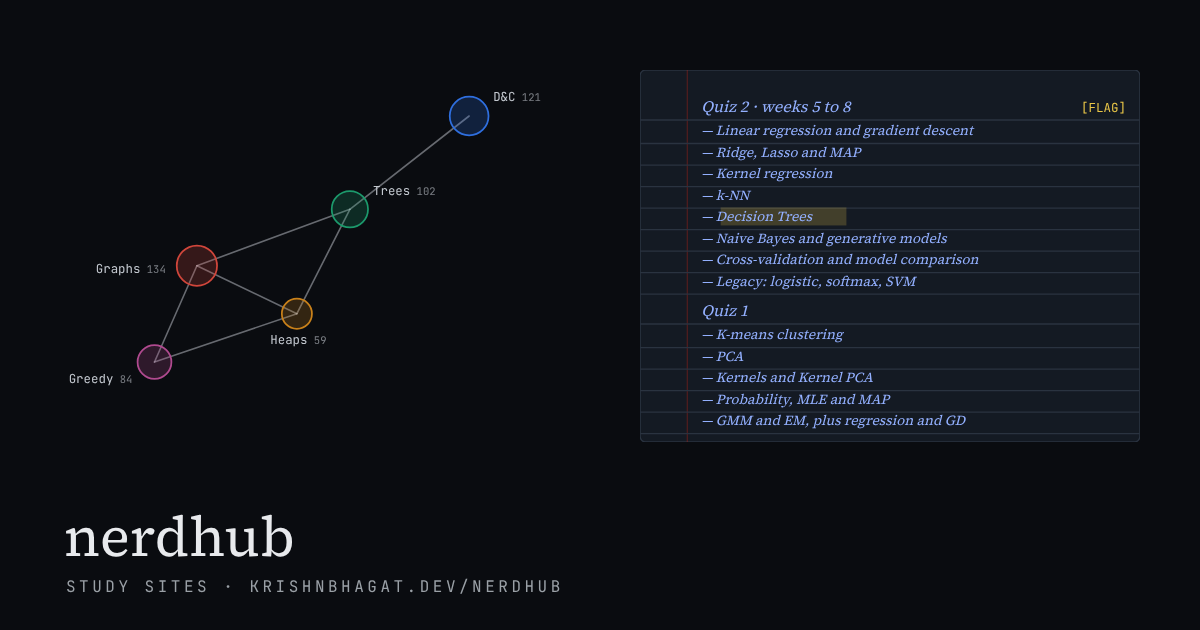 D&C 121
Trees 102
Graphs 134
Heaps 59
Greedy 84
Quiz 2 · weeks 5 to 8 [FLAG]
— Linear regression and gradient descent
— Ridge, Lasso and MAP
— Kernel regression
— k-NN
— Decision Trees
— Naive Bayes and generative models
— Cross-validation and model comparison
— Legacy: logistic, softmax, SVM
Quiz 1
— K-means clustering
— PCA
— Kernels and Kernel PCA
— Probability, MLE and MAP
— GMM and EM, plus regression and GD
nerdhub
STUDY SITES · KRISHNBHAGAT.DEV/NERDHUB